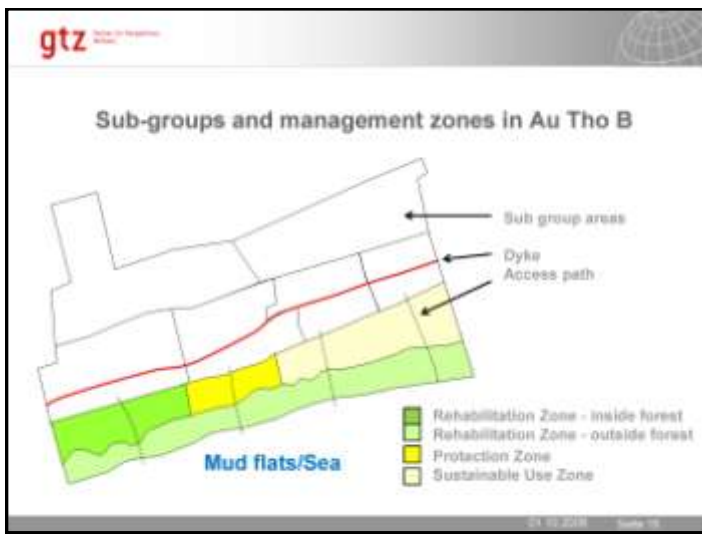 gtz
Sub-groups and management zones in Au Tho B
Sub group areas
Dyke
Access path
Rehabilitation Zone - inside forest
Rehabilitation Zone - outside forest
Protection Zone
Sustainable Use Zone
Mud flats/Sea
Seite